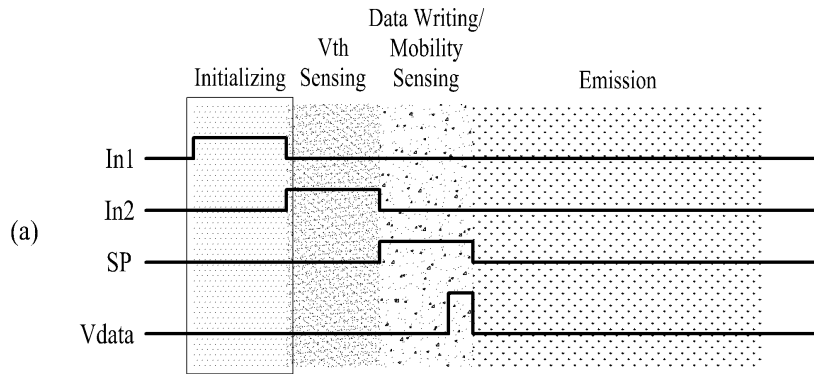 Data Writing/
Vth Mobility
Initializing Sensing Sensing Emission
In1
In2
(a)
SP
Vdata